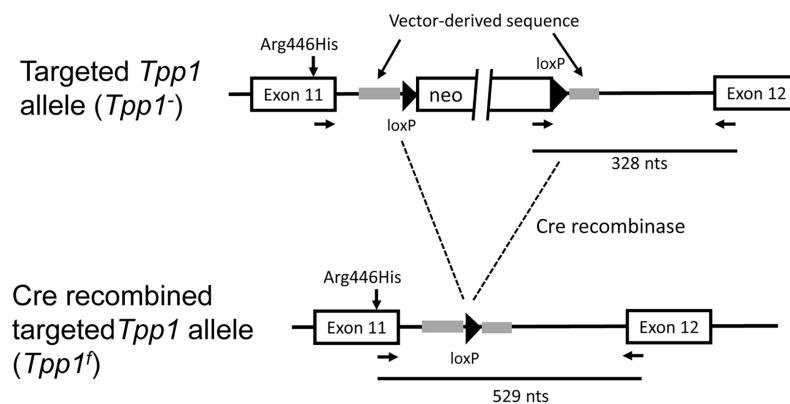 Vector-derived sequence
Arg446His
loxP
Targeted Tpp1
allele (Tpp1-)
Exon 11
neo
Exon 12
loxP
328 nts
Cre recombinase
Arg446His
Cre recombined
targetedTpp1 allele
(Tpp1f)
Exon 11
Exon 12
loxP
529 nts